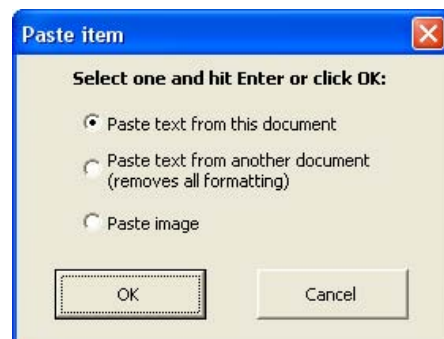 Paste item
Select one and hit Enter or click OK:
Paste text from this document
Paste text from another document
(removes all formatting)
Paste image
OK
Cancel